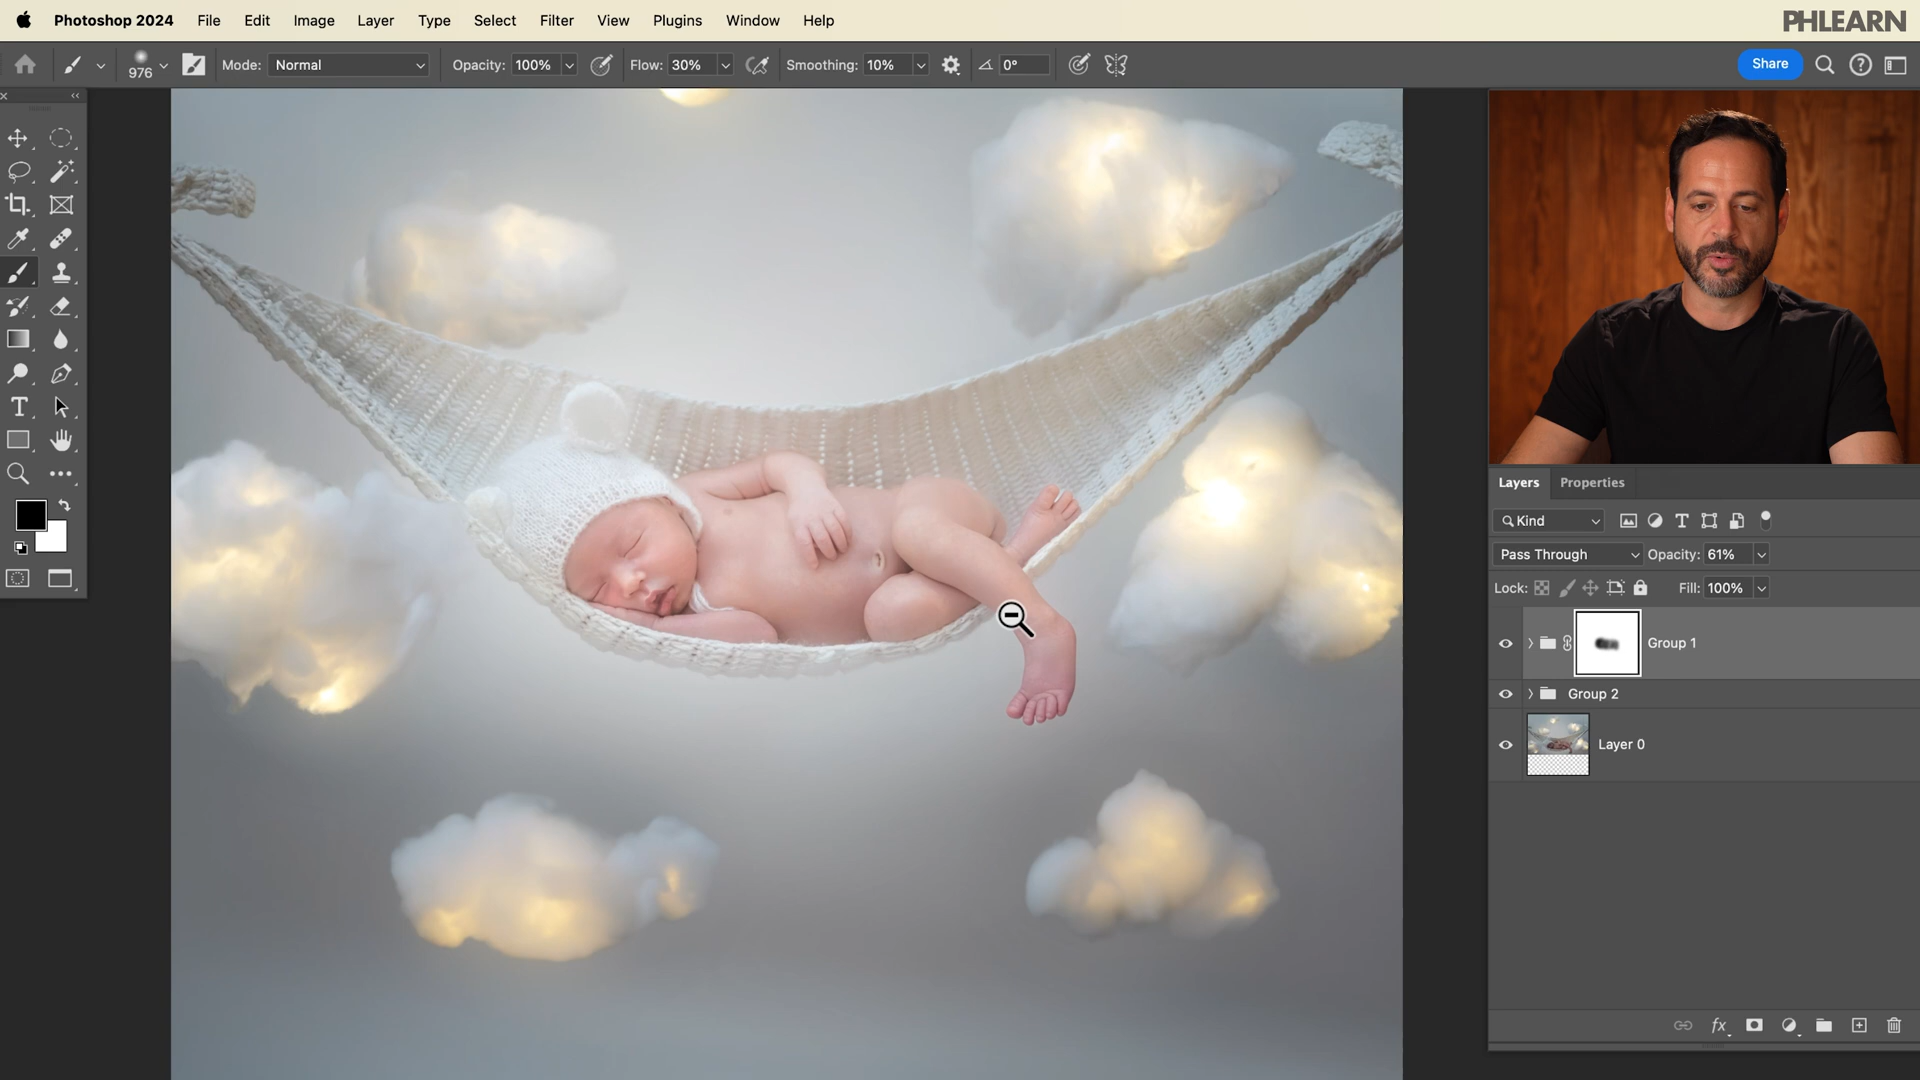 Photoshop 2024 File Edit Image Layer Type Select Filter View Plugins Window Help PHLEARN
976 Mode: Normal Opacity: 100% Flow: 30% Smoothing: 10% 0° Share
Layers Properties
Kind
Pass Through Opacity: 61%
Lock: Fill: 100%
Group 1
Group 2
Layer 0
fx